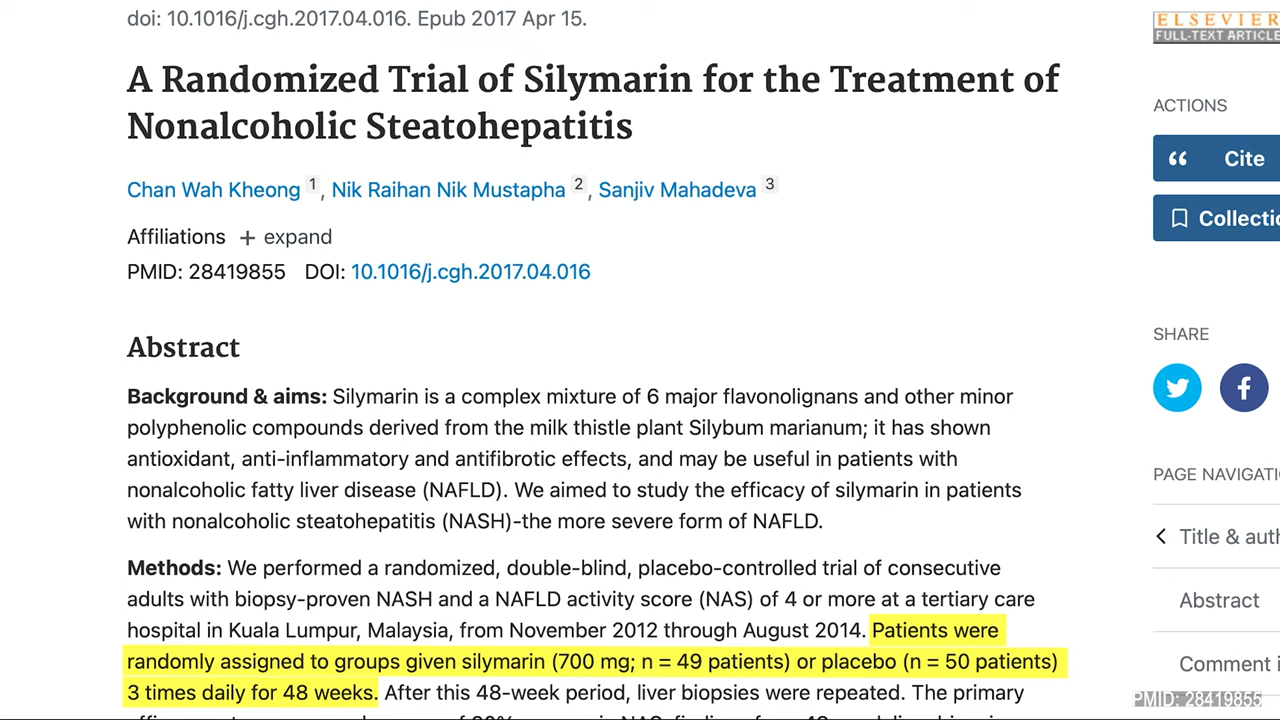 doi: 10.1016/j.cgh.2017.04.016. Epub 2017 Apr 15.
ELSEVIER
FULL-TEXT ARTICLE
A Randomized Trial of Silymarin for the Treatment of
Nonalcoholic Steatohepatitis
Chan Wah Kheong 1, Nik Raihan Nik Mustapha 2, Sanjiv Mahadeva 3
Affiliations + expand
PMID: 28419855 DOI: 10.1016/j.cgh.2017.04.016
Abstract
Background & aims: Silymarin is a complex mixture of 6 major flavonolignans and other minor
polyphenolic compounds derived from the milk thistle plant Silybum marianum; it has shown
antioxidant, anti-inflammatory and antifibrotic effects, and may be useful in patients with
nonalcoholic fatty liver disease (NAFLD). We aimed to study the efficacy of silymarin in patients
with nonalcoholic steatohepatitis (NASH)-the more severe form of NAFLD.
Methods: We performed a randomized, double-blind, placebo-controlled trial of consecutive
adults with biopsy-proven NASH and a NAFLD activity score (NAS) of 4 or more at a tertiary care
hospital in Kuala Lumpur, Malaysia, from November 2012 through August 2014. Patients were
randomly assigned to groups given silymarin (700 mg; n = 49 patients) or placebo (n = 50 patients)
3 times daily for 48 weeks. After this 48-week period, liver biopsies were repeated. The primary
ACTIONS
Cite
Collectio
SHARE
PAGE NAVIGATI
Title & auth
Abstract
Comment i
PMID: 28419855